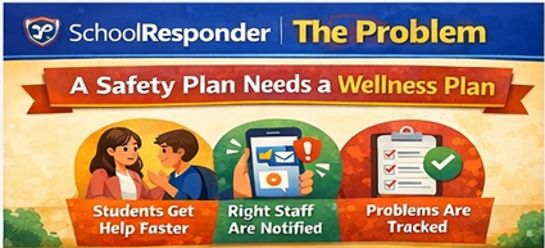 SchoolResponder | The Problem
A Safety Plan Needs a Wellness Plan
Students Get
Help Faster
Right Staff
Are Notified
Problems Are
Tracked